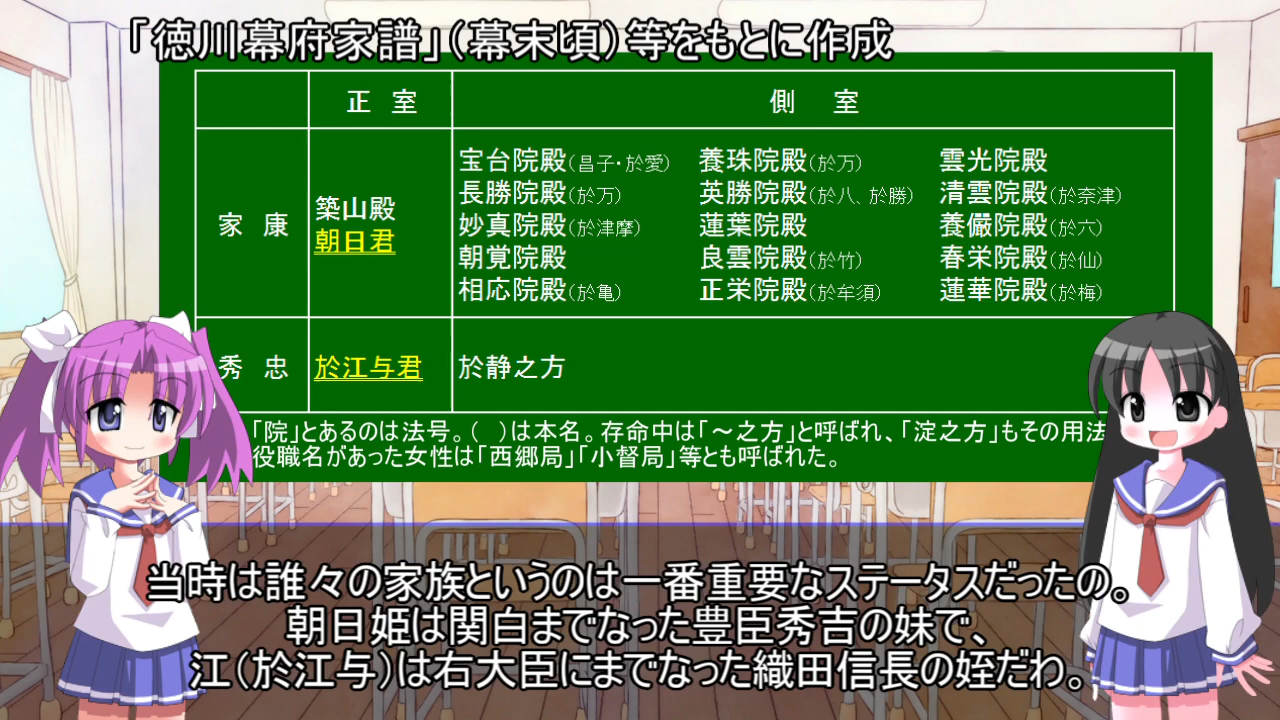 「徳川幕府家譜」（幕末頃）等をもとに作成
正 室 側 室
家 康
築山殿
朝日君
宝台院殿（昌子・於愛） 養珠院殿（於万） 雲光院殿
長勝院殿（於万） 英勝院殿（於八、於勝） 清雲院殿（於奈津）
妙真院殿（於津摩） 蓮葉院殿 養儼院殿（於六）
朝覚院殿 良雲院殿（於竹） 春栄院殿（於仙）
相応院殿（於亀） 正栄院殿（於牟須） 蓮華院殿（於梅）
秀 忠 於江与君 於静之方
「院」とあるのは法号。（ ）は本名。存命中は「～之方」と呼ばれ、「淀之方」もその用法
役職名があった女性は「西郷局」「小督局」等とも呼ばれた。
当時は誰々の家族というのは一番重要なステータスだったの。
朝日姫は関白までなった豊臣秀吉の妹で、
江（於江与）は右大臣にまでなった織田信長の姪だわ。